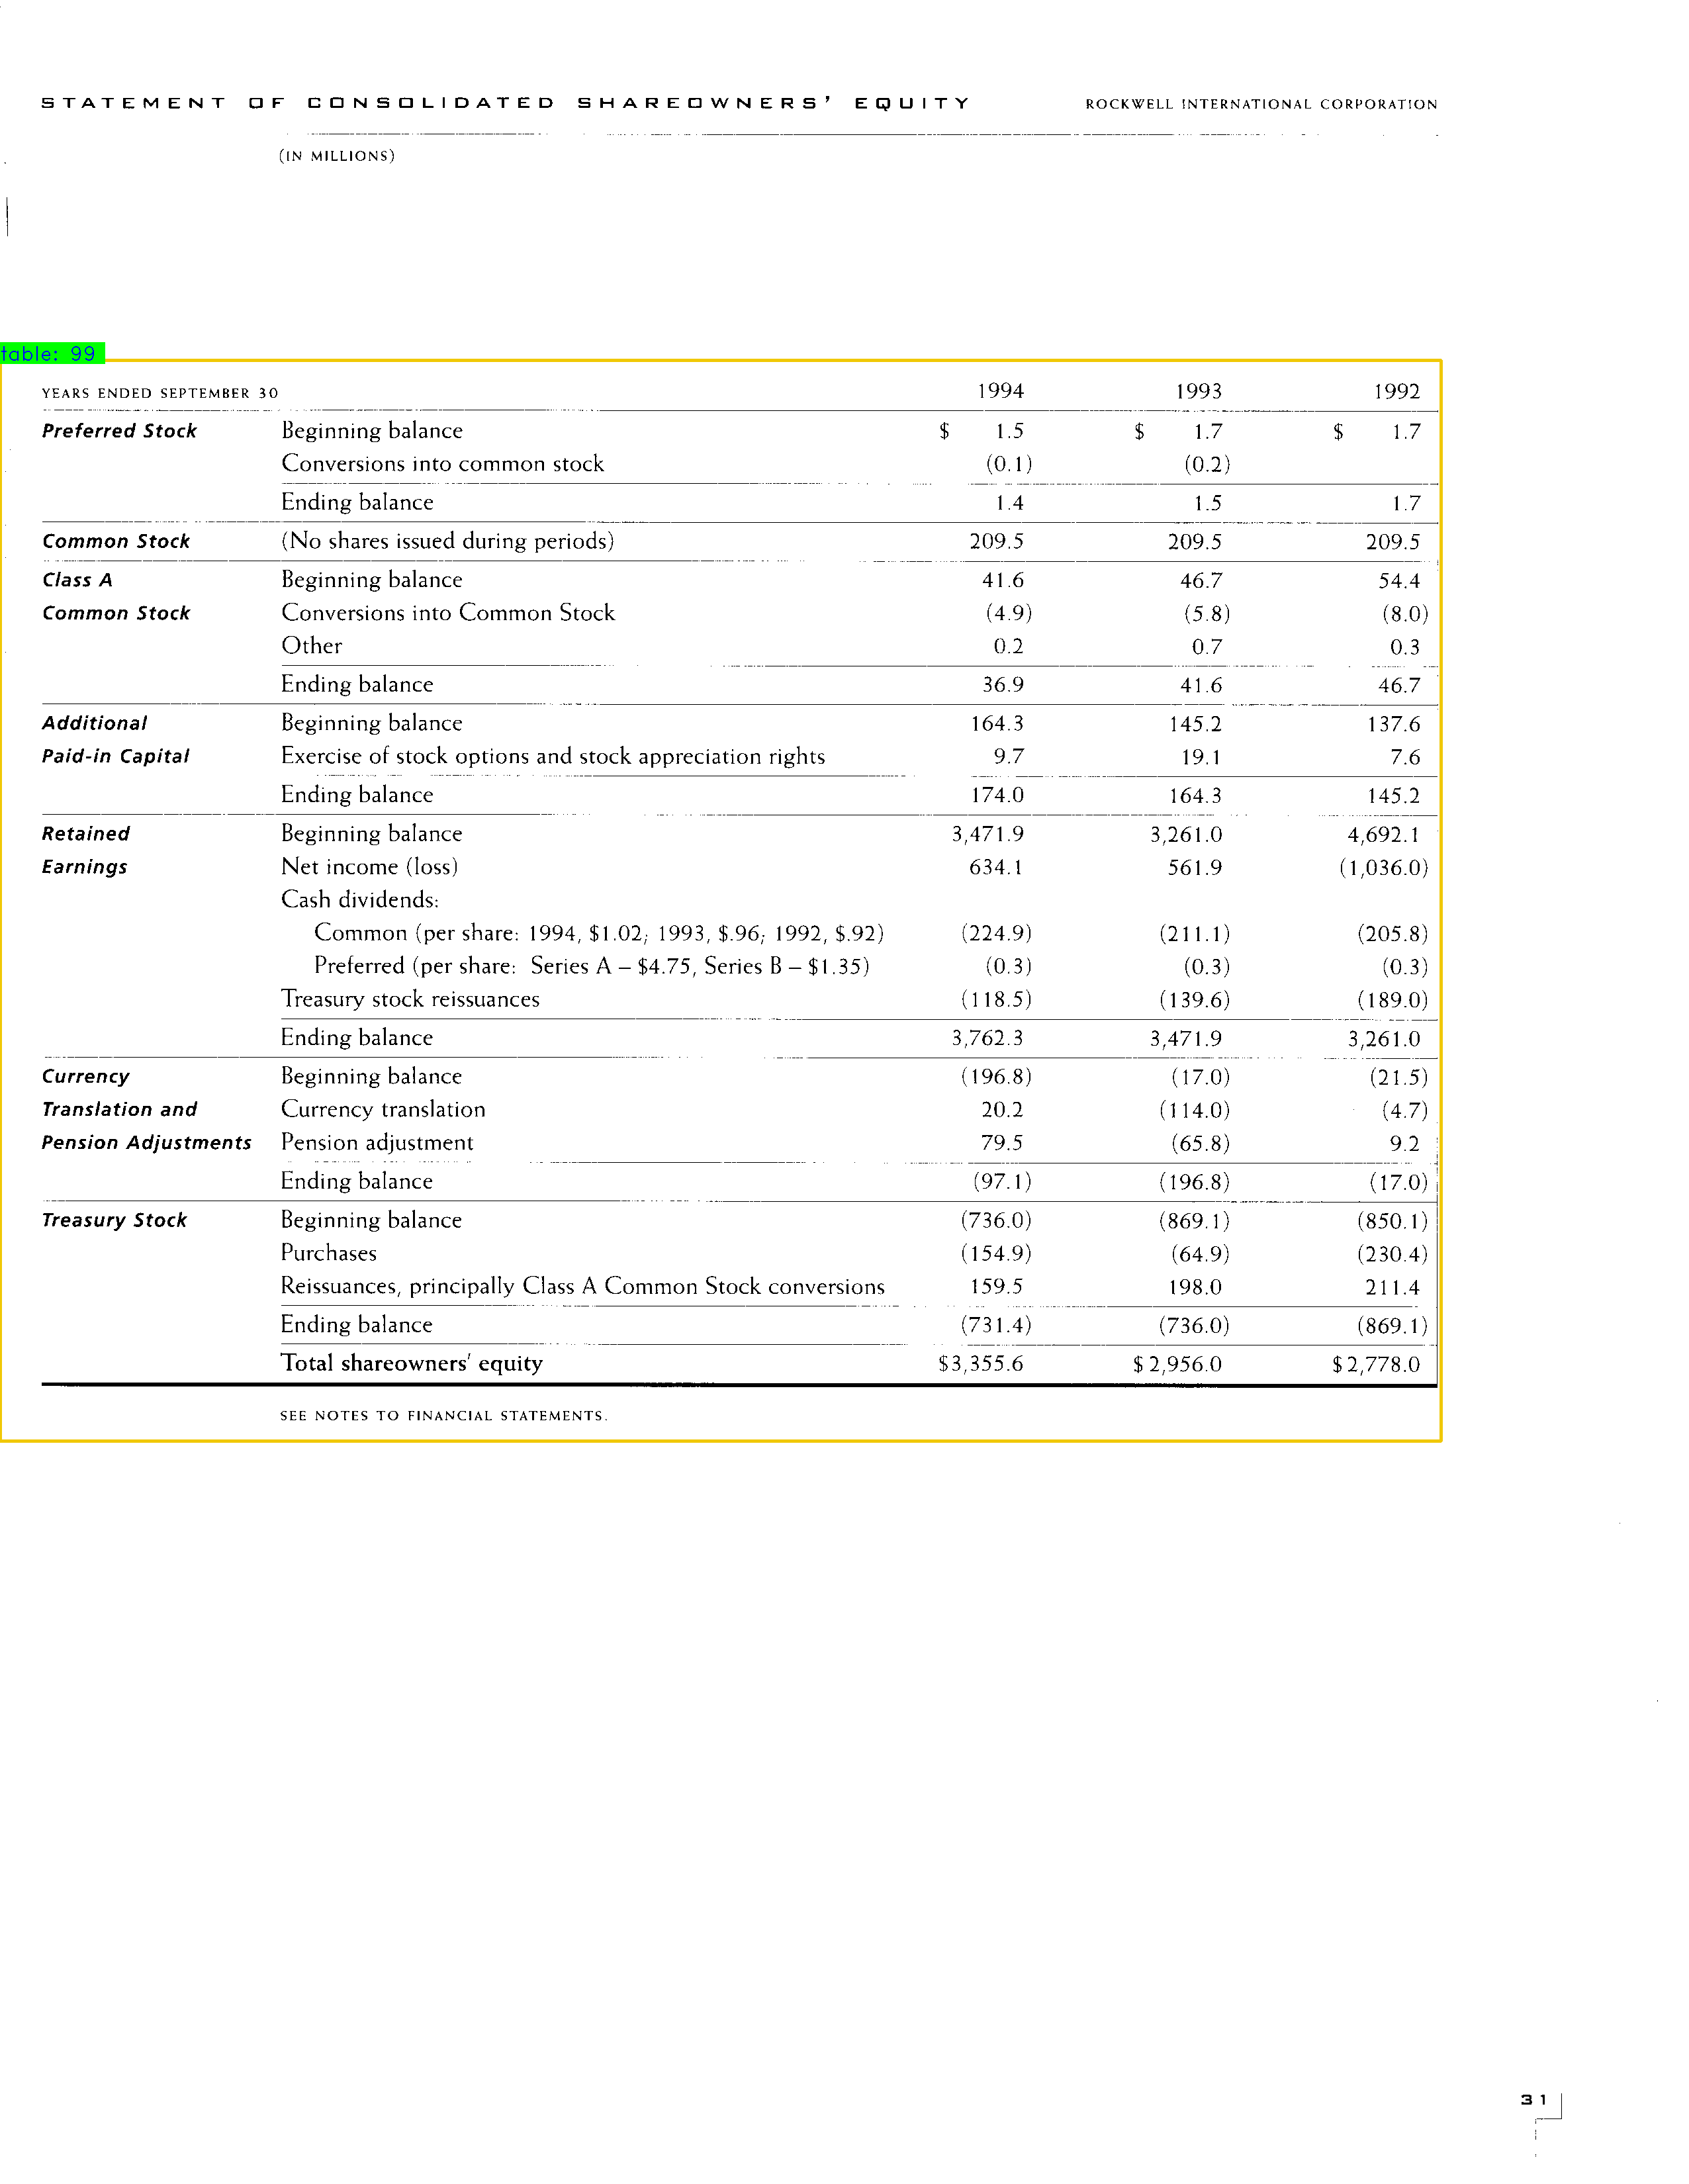 STATEMENT OF CONSOLIDATED SHAREOWNERS' EQUITY ROCKWELL INTERNATIONAL CORPORATION
(IN MILLIONS)
table: 99
YEARS ENDED SEPTEMBER 30 1994 1993 1992
Preferred Stock Beginning balance $ 1.5 $ 1.7 $ 1.7
Conversions into common stock (0.1) (0.2)
Ending balance 1.4 1.5 1.7
Common Stock (No shares issued during periods) 209.5 209.5 209.5
Class A Beginning balance 41.6 46.7 54.4
Common Stock Conversions into Common Stock (4.9) (5.8) (8.0)
Other 0.2 0.7 0.3
Ending balance 36.9 41.6 46.7
Additional Beginning balance 164.3 145.2 137.6
Paid-in Capital Exercise of stock options and stock appreciation rights 9.7 19.1 7.6
Ending balance 174.0 164.3 145.2
Retained Beginning balance 3,471.9 3,261.0 4,692.1
Earnings Net income (loss) 634.1 561.9 (1,036.0)
Cash dividends:
Common (per share: 1994, $1.02; 1993, $.96; 1992, $.92) (224.9) (211.1) (205.8)
Preferred (per share: Series A – $4.75, Series B – $1.35) (0.3) (0.3) (0.3)
Treasury stock reissuances (118.5) (139.6) (189.0)
Ending balance 3,762.3 3,471.9 3,261.0
Currency Beginning balance (196.8) (17.0) (21.5)
Translation and Currency translation 20.2 (114.0) (4.7)
Pension Adjustments Pension adjustment 79.5 (65.8) 9.2
Ending balance (97.1) (196.8) (17.0)
Treasury Stock Beginning balance (736.0) (869.1) (850.1)
Purchases (154.9) (64.9) (230.4)
Reissuances, principally Class A Common Stock conversions 159.5 198.0 211.4
Ending balance (731.4) (736.0) (869.1)
Total shareowners' equity $3,355.6 $2,956.0 $2,778.0
SEE NOTES TO FINANCIAL STATEMENTS.
31